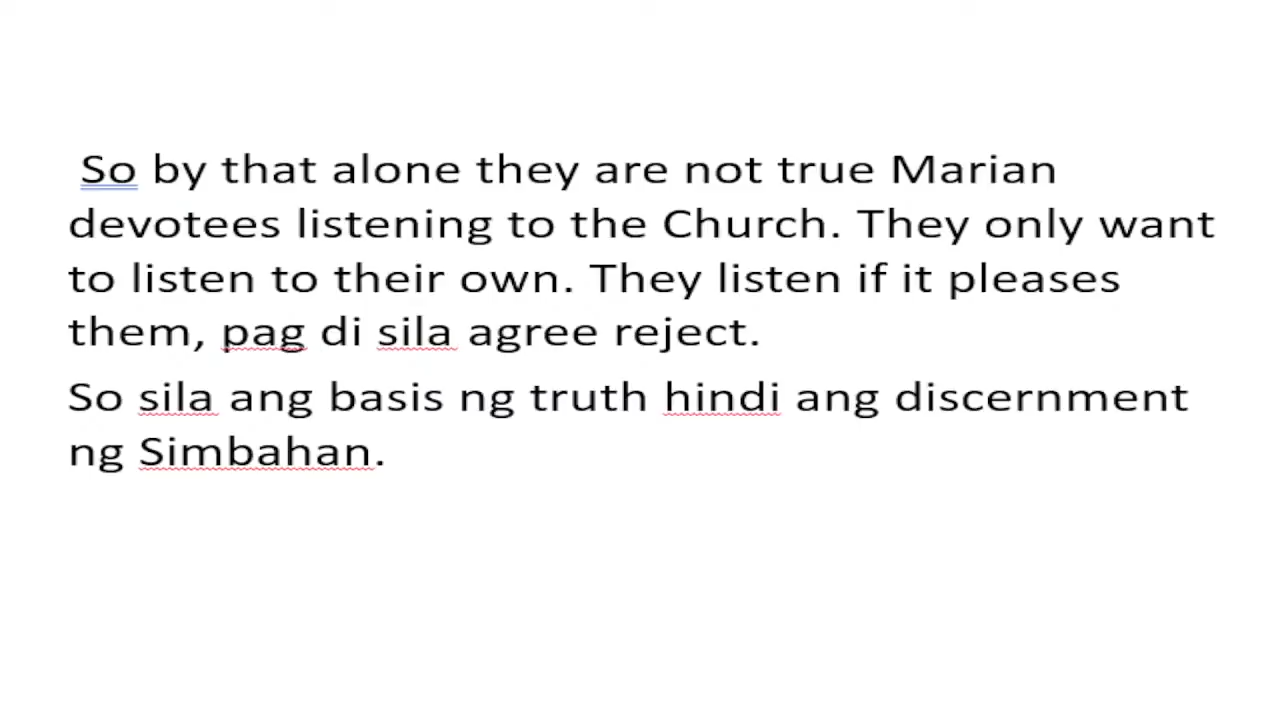 So by that alone they are not true Marian
devotees listening to the Church. They only want
to listen to their own. They listen if it pleases
them, pag di sila agree reject.
So sila ang basis ng truth hindi ang discernment
ng Simbahan.